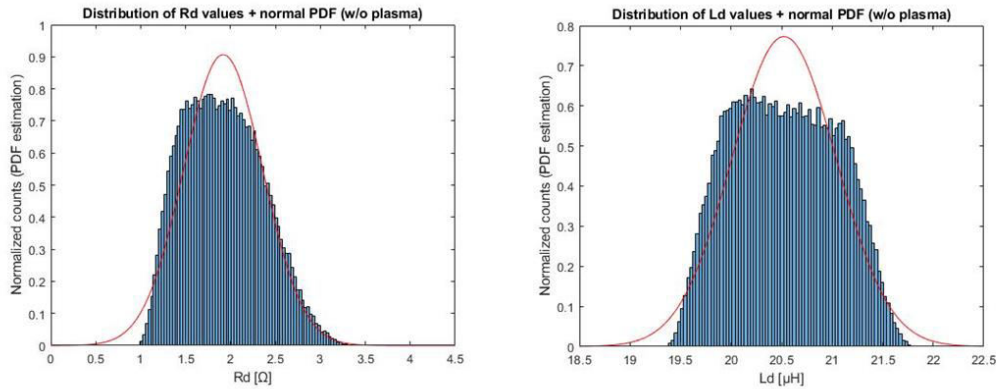 Distribution of Rd values + normal PDF (w/o plasma)
Normalized counts (PDF estimation)
1
0.9
0.8
0.7
0.6
0.5
0.4
0.3
0.2
0.1
0
0 0.5 1 1.5 2 2.5 3 3.5 4 4.5
Rd [Ω]
Distribution of Ld values + normal PDF (w/o plasma)
Normalized counts (PDF estimation)
0.8
0.7
0.6
0.5
0.4
0.3
0.2
0.1
0
18.5 19 19.5 20 20.5 21 21.5 22 22.5
Ld [μH]